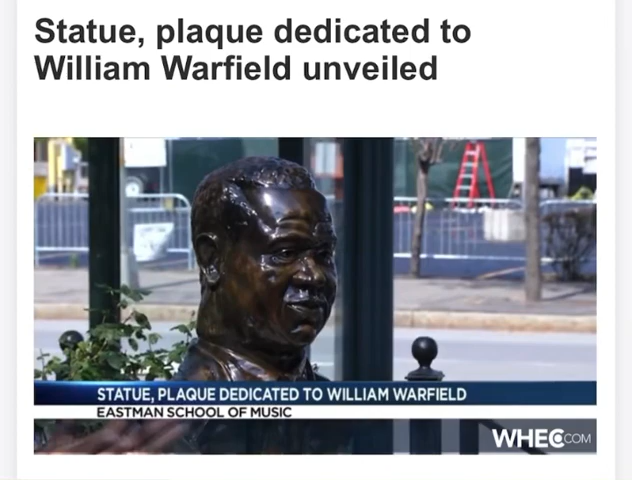 Statue, plaque dedicated to
William Warfield unveiled
STATUE, PLAQUE DEDICATED TO WILLIAM WARFIELD
EASTMAN SCHOOL OF MUSIC
WHEC.COM